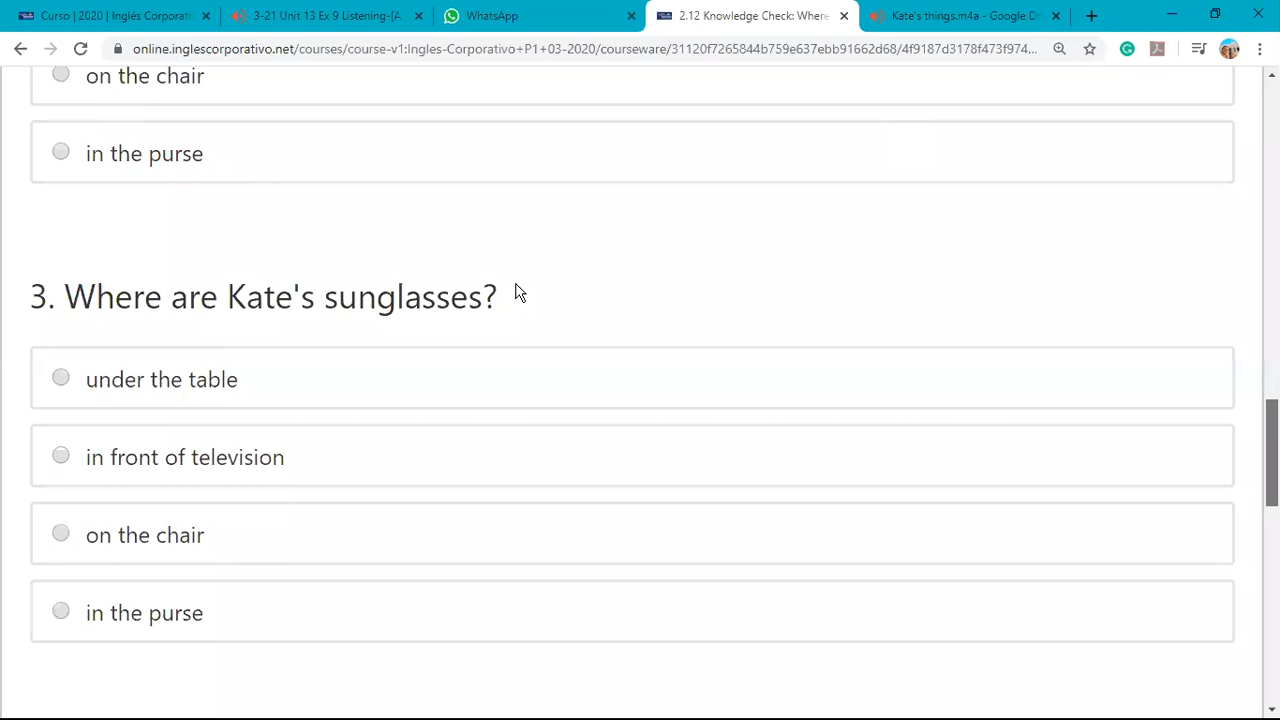 Curso | 2020 | Inglés Corporati
3-21 Unit 13 Ex 9 Listening-[A
WhatsApp
2.12 Knowledge Check: Where
Kate's things.m4a - Google Dr
online.inglescorporativo.net/courses/course-v1:Ingles-Corporativo+P1+03-2020/courseware/31120f7265844b759e637ebb91662d68/4f9187d3178f473f974...
on the chair
in the purse
3. Where are Kate's sunglasses?
under the table
in front of television
on the chair
in the purse